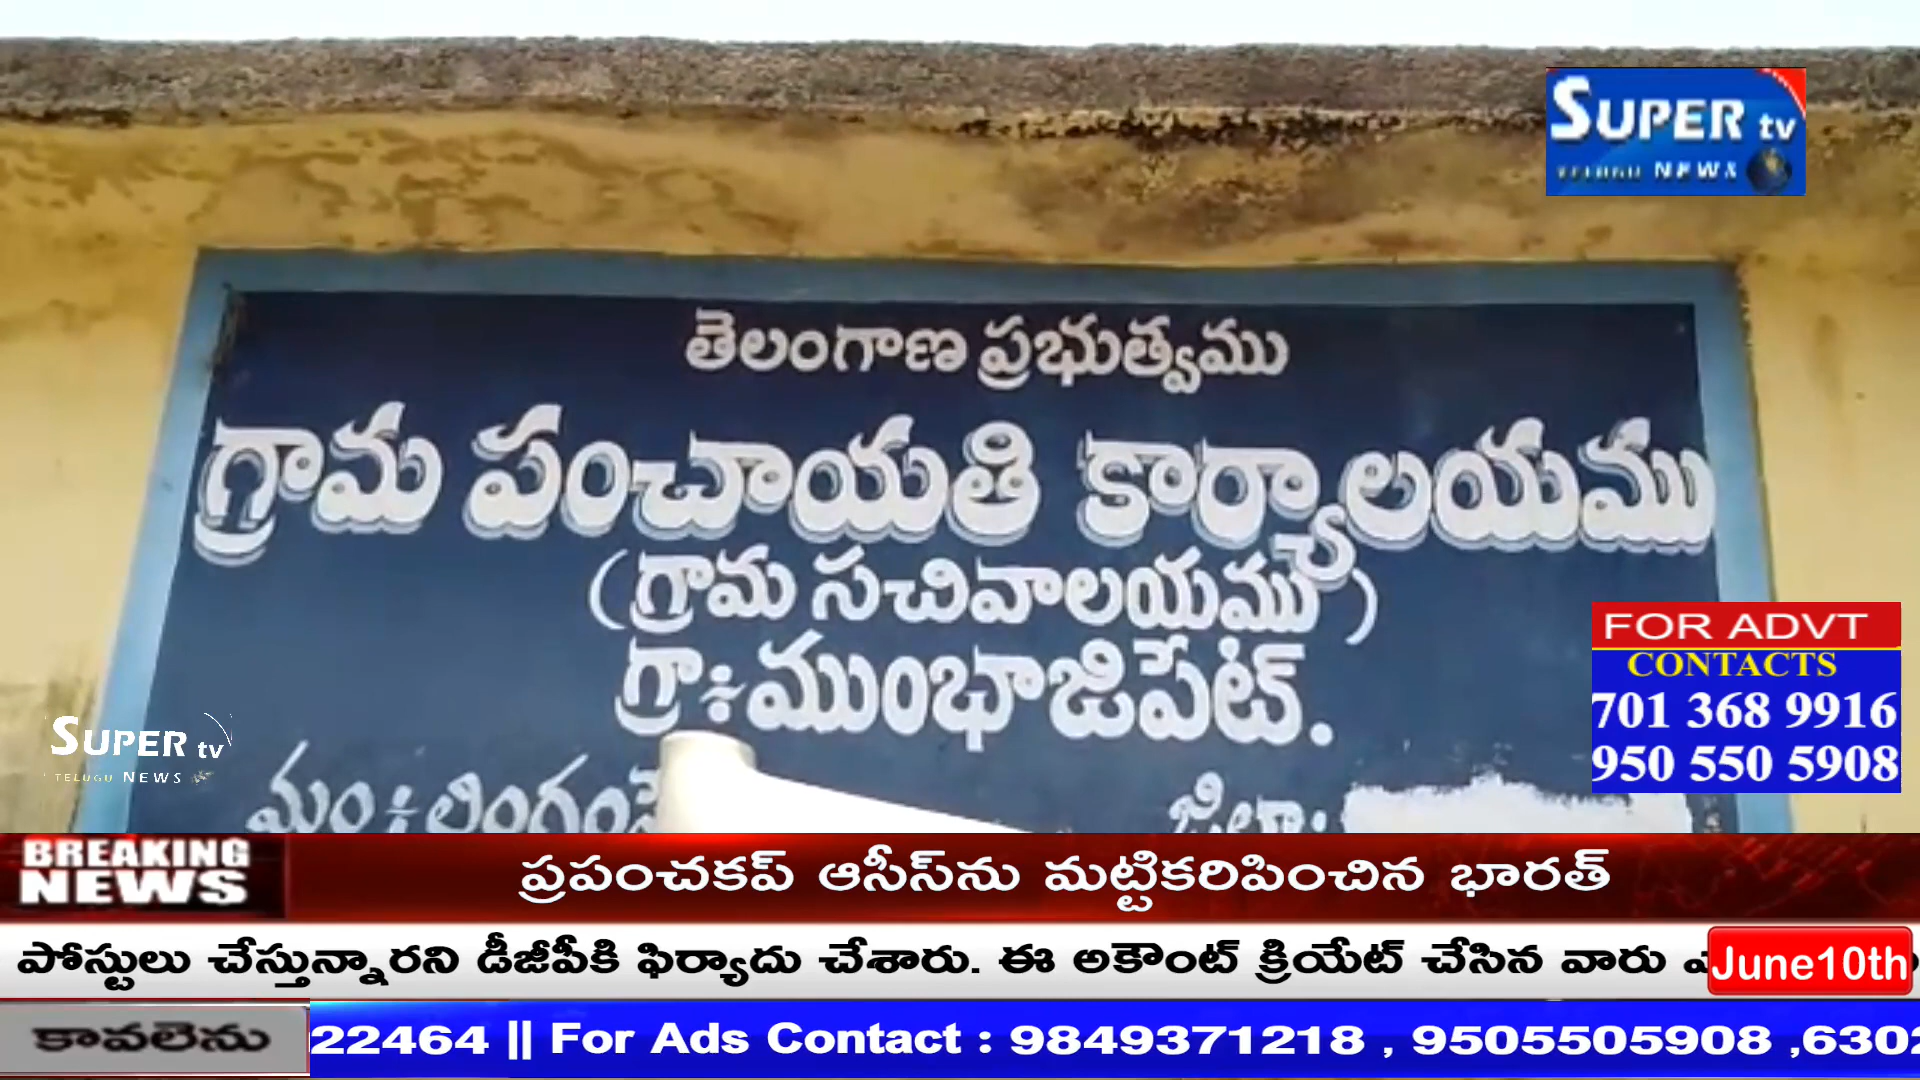 SUPER tv
TELUGU NEWS
తెలంగాణ ప్రభుత్వము
గ్రామ పంచాయతి కార్యాలయము
(గ్రామ సచివాలయము)
గ్రా: ముంభాజిపేట్.
FOR ADVT
CONTACTS
701 368 9916
950 550 5908
SUPER tv
TELUGU NEWS
మం: లింగం
జిల్లా:
BREAKING NEWS
ప్రపంచకప్ ఆసీస్‌ను మట్టికరిపించిన భారత్
పోస్టులు చేస్తున్నారని డీజీపీకి ఫిర్యాదు చేశారు. ఈ అకౌంట్ క్రియేట్ చేసిన వారు
June10th
కావలెను
22464 || For Ads Contact : 9849371218 , 9505505908 ,6302